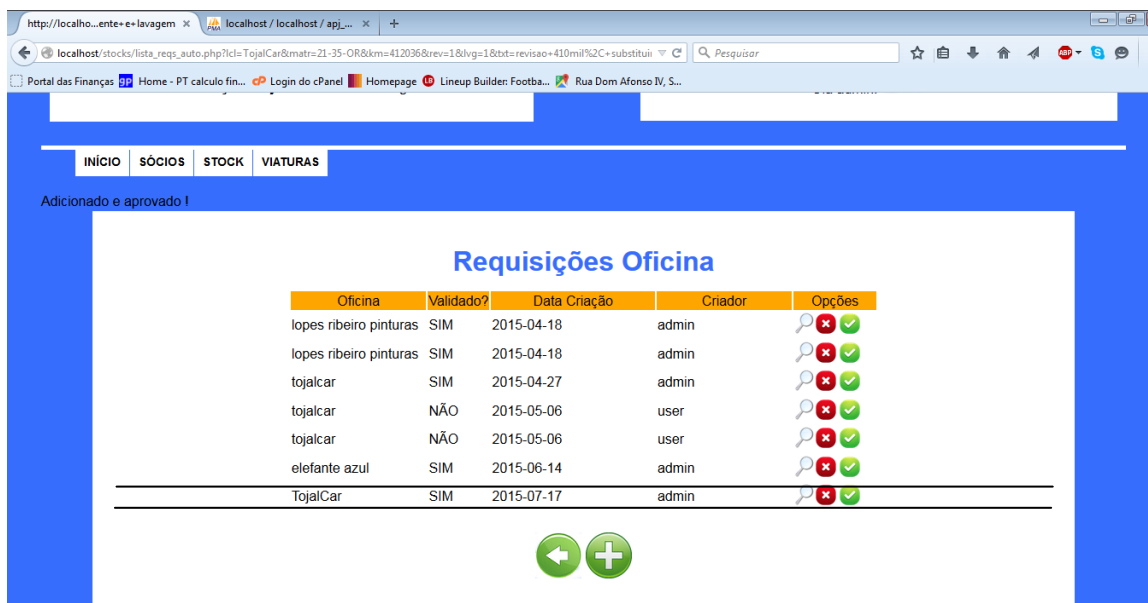 http://localho...ente+e+lavagem × localhost / localhost / apj_... × +
localhost/stocks/lista_reqs_auto.php?lcl=TojalCar&matr=21-35-OR&km=412036&rev=1&lvg=1&txt=revisao+410mil%2C+substitui Pesquisar
Portal das Finanças Home - PT calculo fin... Login do cPanel Homepage Lineup Builder: Footba... Rua Dom Afonso IV, S...
INÍCIO SÓCIOS STOCK VIATURAS
Adicionado e aprovado !
Requisições Oficina
Oficina Validado? Data Criação Criador Opções
lopes ribeiro pinturas SIM 2015-04-18 admin
lopes ribeiro pinturas SIM 2015-04-18 admin
tojalcar SIM 2015-04-27 admin
tojalcar NÃO 2015-05-06 user
tojalcar NÃO 2015-05-06 user
elefante azul SIM 2015-06-14 admin
TojalCar SIM 2015-07-17 admin